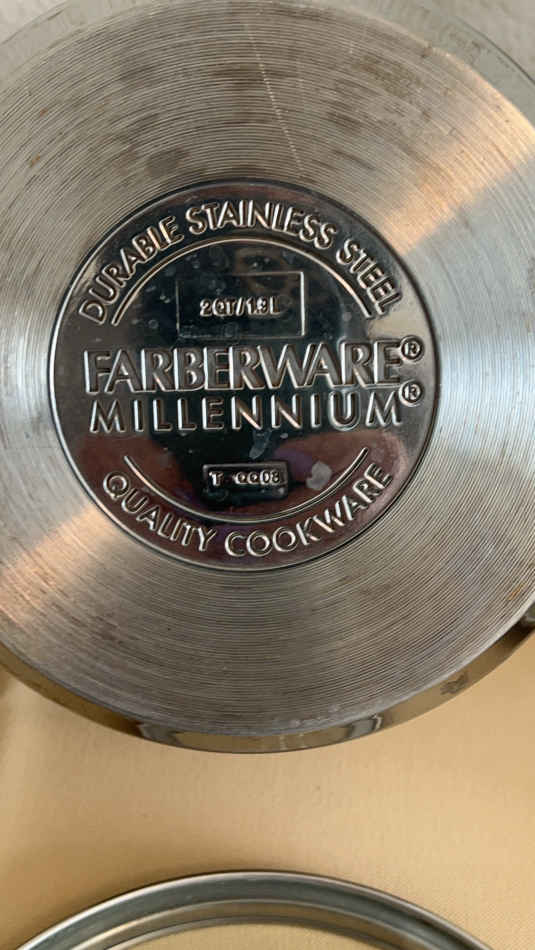 DURABLE STAINLESS STEEL
2QT/1.9L
FARBERWARE®
MILLENNIUM®
QUALITY COOKWARE